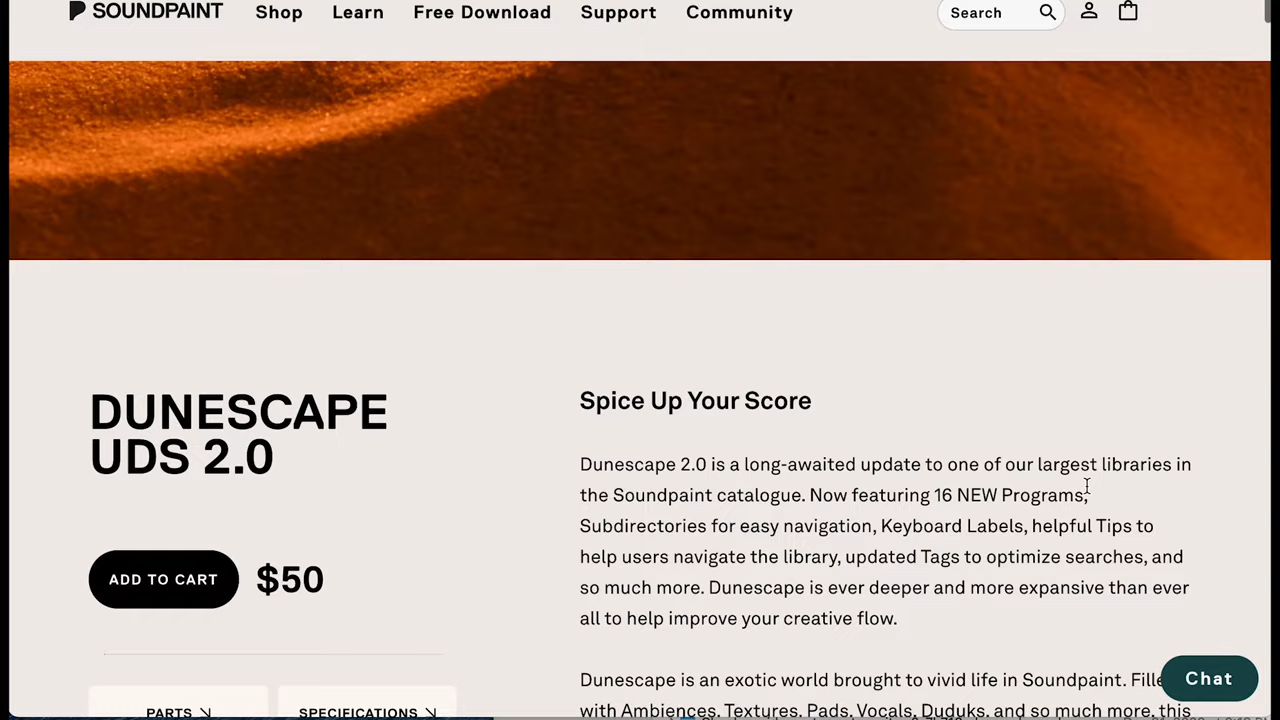 SOUNDPAINT
Shop Learn Free Download Support Community
Search
DUNESCAPE
UDS 2.0
ADD TO CART $50
PARTS
SPECIFICATIONS
Spice Up Your Score
Dunescape 2.0 is a long-awaited update to one of our largest libraries in
the Soundpaint catalogue. Now featuring 16 NEW Programs,
Subdirectories for easy navigation, Keyboard Labels, helpful Tips to
help users navigate the library, updated Tags to optimize searches, and
so much more. Dunescape is ever deeper and more expansive than ever
all to help improve your creative flow.
Dunescape is an exotic world brought to vivid life in Soundpaint. Fille
with Ambiences, Textures, Pads, Vocals, Duduks, and so much more, this
Chat